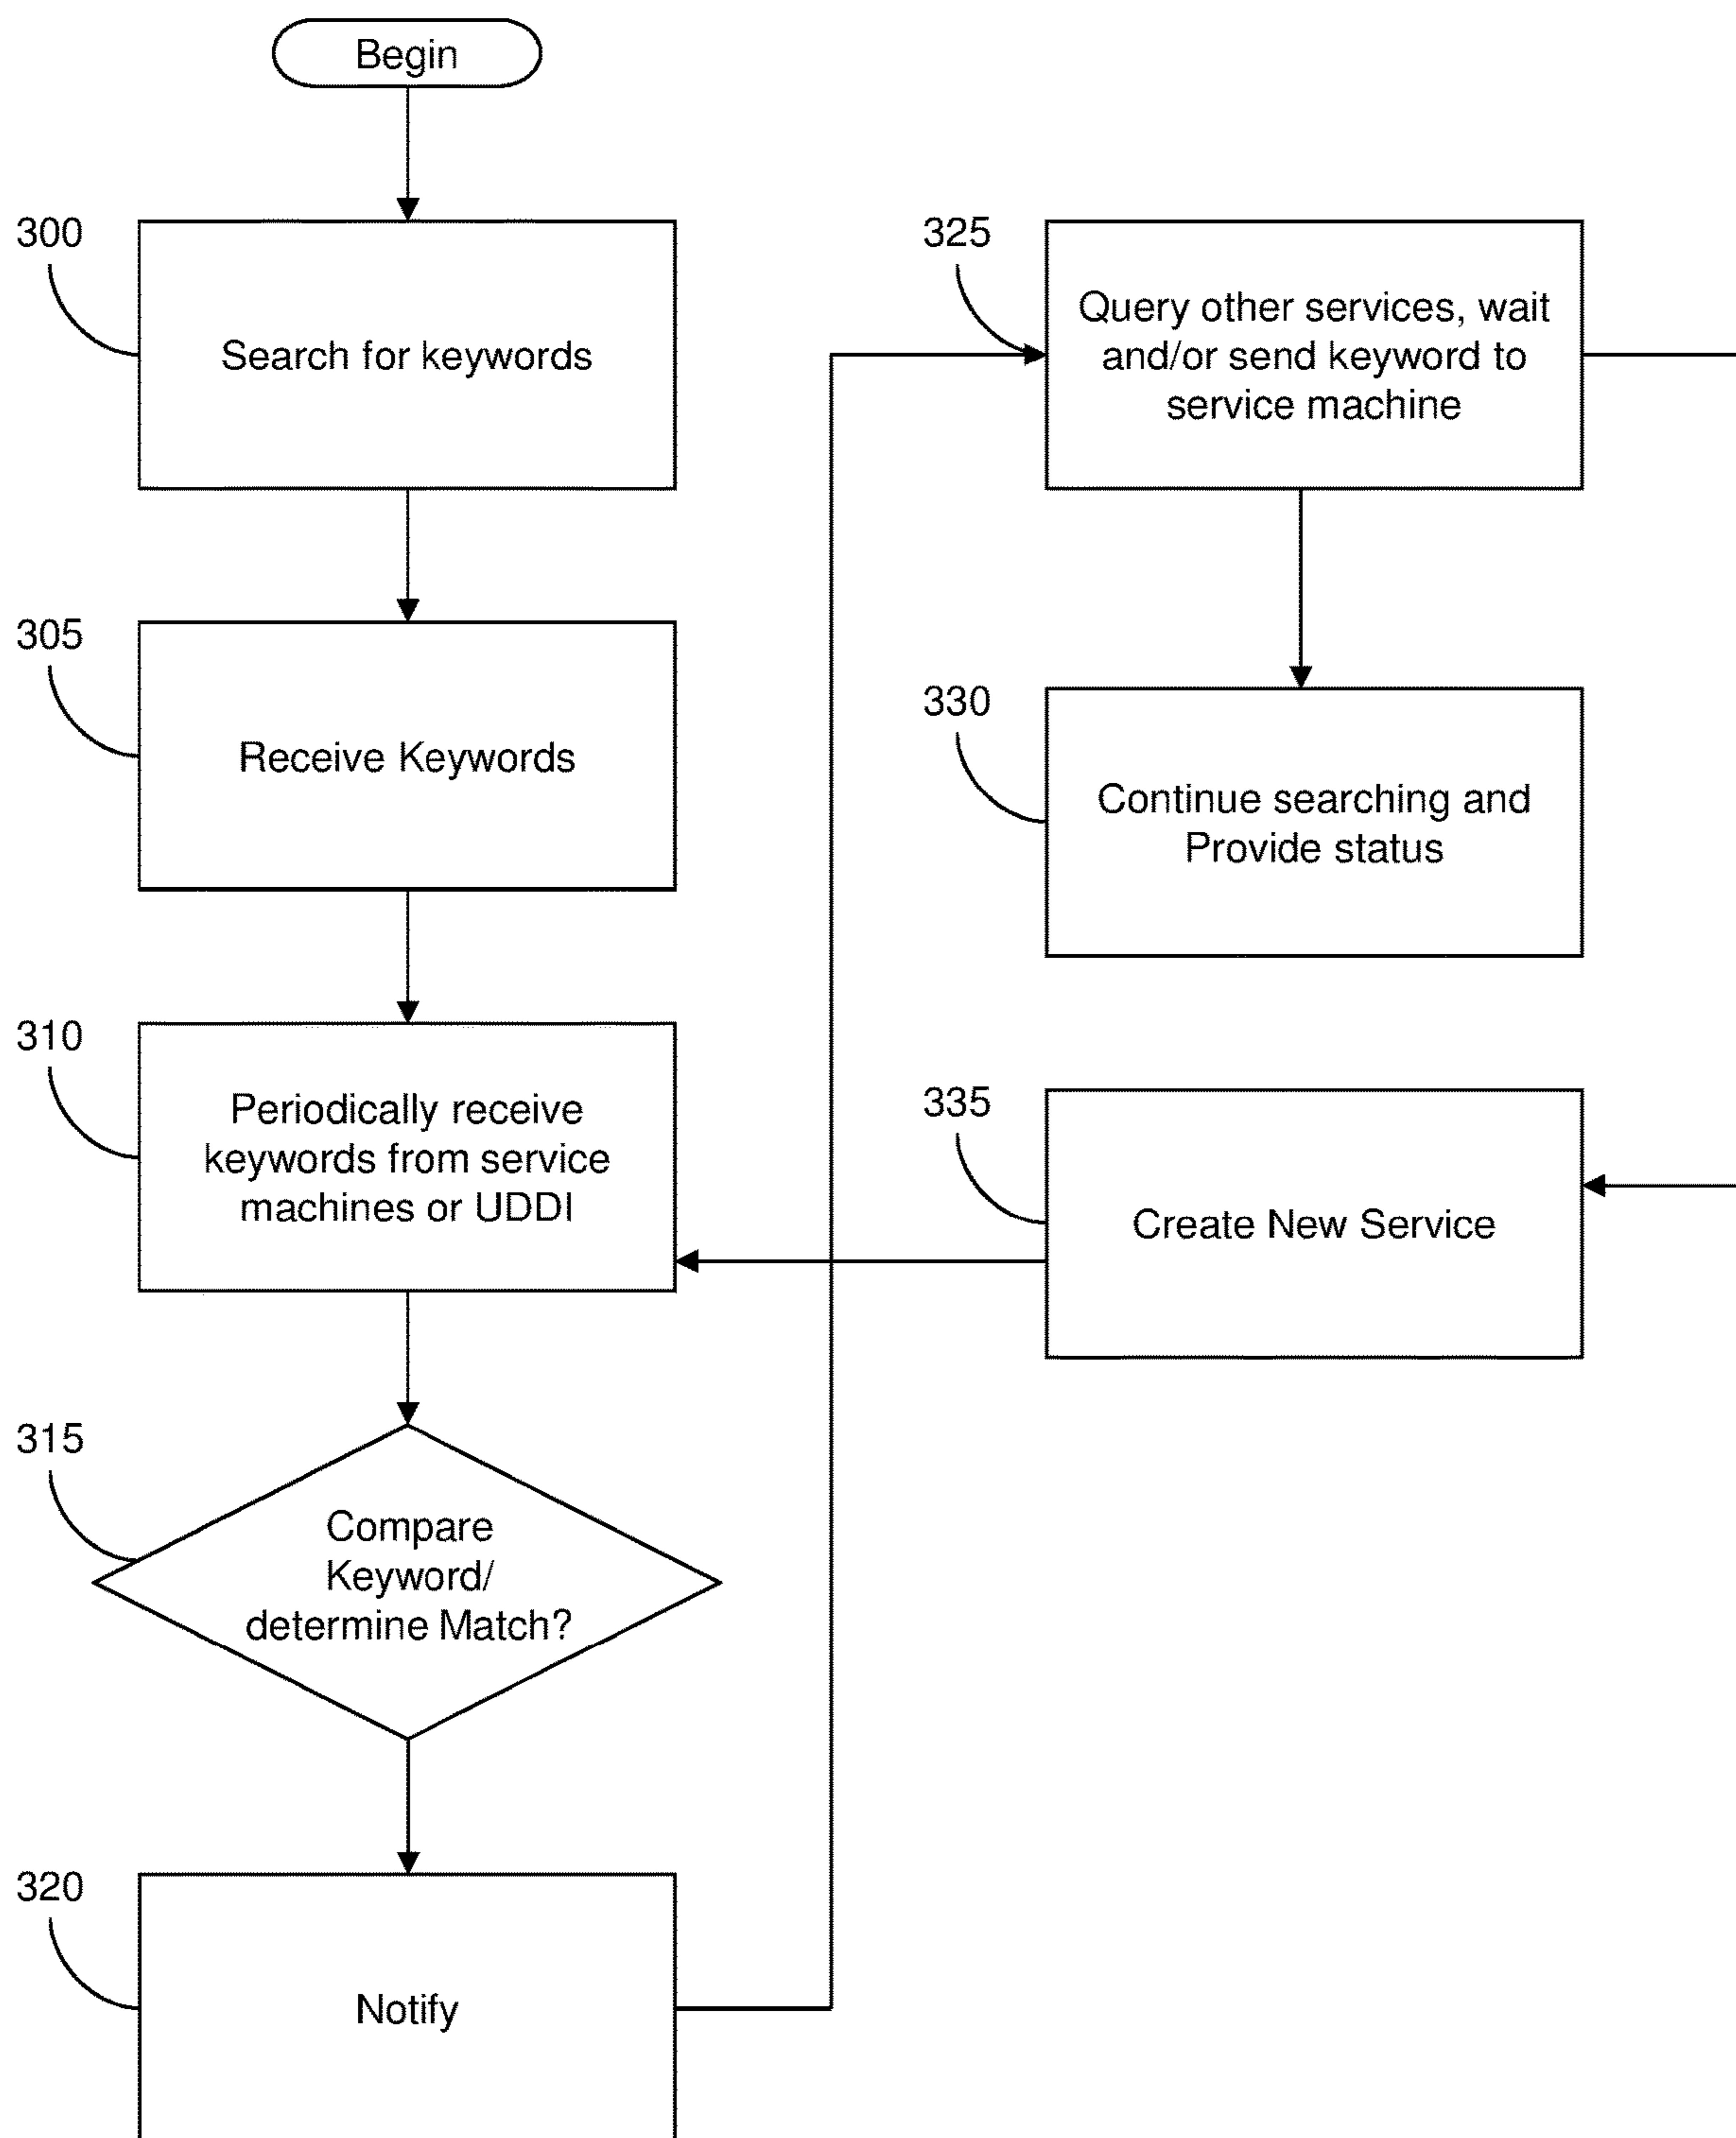 Begin
300
Search for keywords
305
Receive Keywords
310
Periodically receive
keywords from service
machines or UDDI
315
Compare
Keyword/
determine Match?
320
Notify
325
Query other services, wait
and/or send keyword to
service machine
330
Continue searching and
Provide status
335
Create New Service